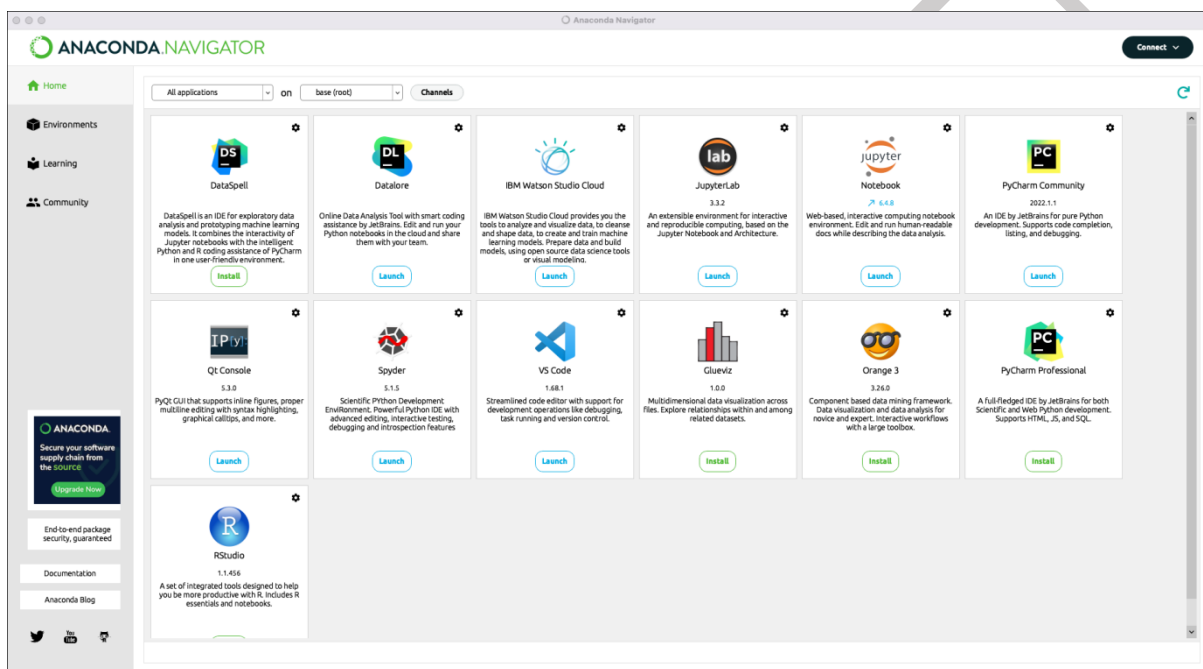 Anaconda Navigator
ANACONDA.NAVIGATOR
Connect
Home
Environments
Learning
Community
ANACONDA.
Secure your software
supply chain from
the source
Upgrade Now
End-to-end package
security, guaranteed
Documentation
Anaconda Blog
You
Tube
All applications
on
base (root)
Channels
DS
DataSpell
DataSpell is an IDE for exploratory data
analysis and prototyping machine learning
models. It combines the interactivity of
Jupyter notebooks with the intelligent
Python and R coding assistance of PyCharm
in one user-friendly environment.
Install
DL
Datalore
Online Data Analysis Tool with smart coding
assistance by JetBrains. Edit and run your
Python notebooks in the cloud and share
them with your team.
Launch
IBM Watson Studio Cloud
IBM Watson Studio Cloud provides you the
tools to analyze and visualize data, to cleanse
and shape data, to create and train machine
learning models. Prepare data and build
models, using open source data science tools
or visual modeling.
Launch
lab
JupyterLab
3.3.2
An extensible environment for interactive
and reproducible computing, based on the
Jupyter Notebook and Architecture.
Launch
jupyter
Notebook
6.4.8
Web-based, interactive computing notebook
environment. Edit and run human-readable
docs while describing the data analysis.
Launch
PC
PyCharm Community
2022.1.1
An IDE by JetBrains for pure Python
development. Supports code completion,
listing, and debugging.
Launch
IP[y]:
Qt Console
5.3.0
PyQt GUI that supports inline figures, proper
multiline editing with syntax highlighting,
graphical calltips, and more.
Launch
Spyder
5.1.5
Scientific PYthon Development
EnviRonment. Powerful Python IDE with
advanced editing, interactive testing,
debugging and introspection features
Launch
VS Code
1.68.1
Streamlined code editor with support for
development operations like debugging,
task running and version control.
Launch
Glueviz
1.0.0
Multidimensional data visualization across
files. Explore relationships within and among
related datasets.
Install
Orange 3
3.26.0
Component based data mining framework.
Data visualization and data analysis for
novice and expert. Interactive workflows
with a large toolbox.
Install
PC
PyCharm Professional
A full-fledged IDE by JetBrains for both
Scientific and Web Python development.
Supports HTML, JS, and SQL.
Install
R
RStudio
1.1.456
A set of integrated tools designed to help
you be more productive with R. Includes R
essentials and notebooks.